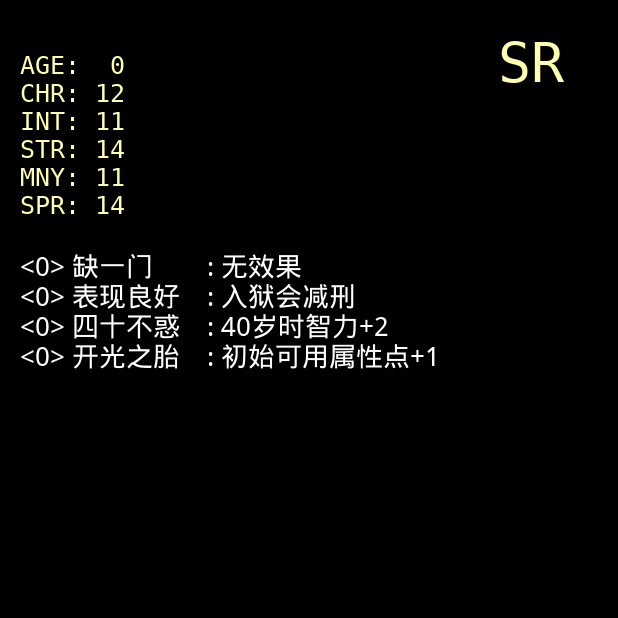 SR
AGE:  0
CHR: 12
INT: 11
STR: 14
MNY: 11
SPR: 14
<0> 缺一门 : 无效果
<0> 表现良好 : 入狱会减刑
<0> 四十不惑 : 40岁时智力+2
<0> 开光之胎 : 初始可用属性点+1